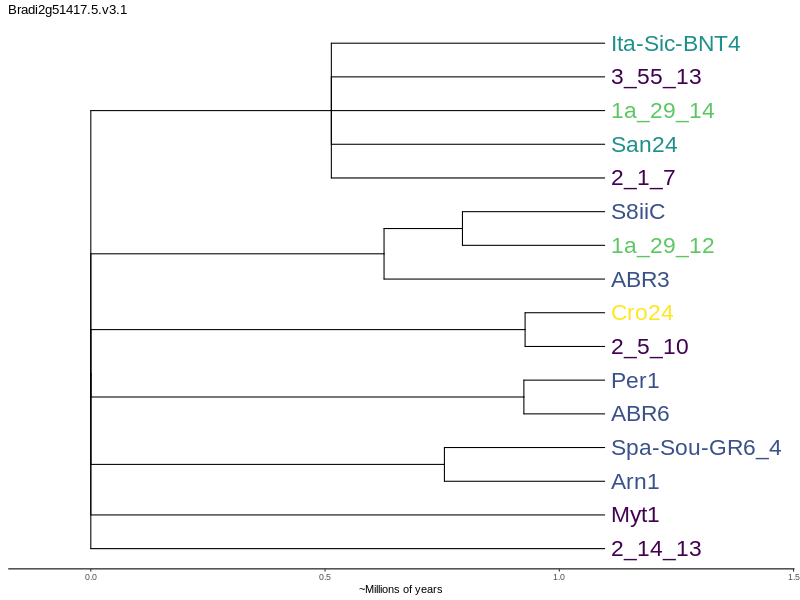 Bradi2g51417.5.v3.1
Ita-Sic-BNT4
3_55_13
1a_29_14
San24
2_1_7
S8iiC
1a_29_12
ABR3
Cro24
2_5_10
Per1
ABR6
Spa-Sou-GR6_4
Arn1
Myt1
2_14_13
0.0 0.5 1.0 1.5
~Millions of years